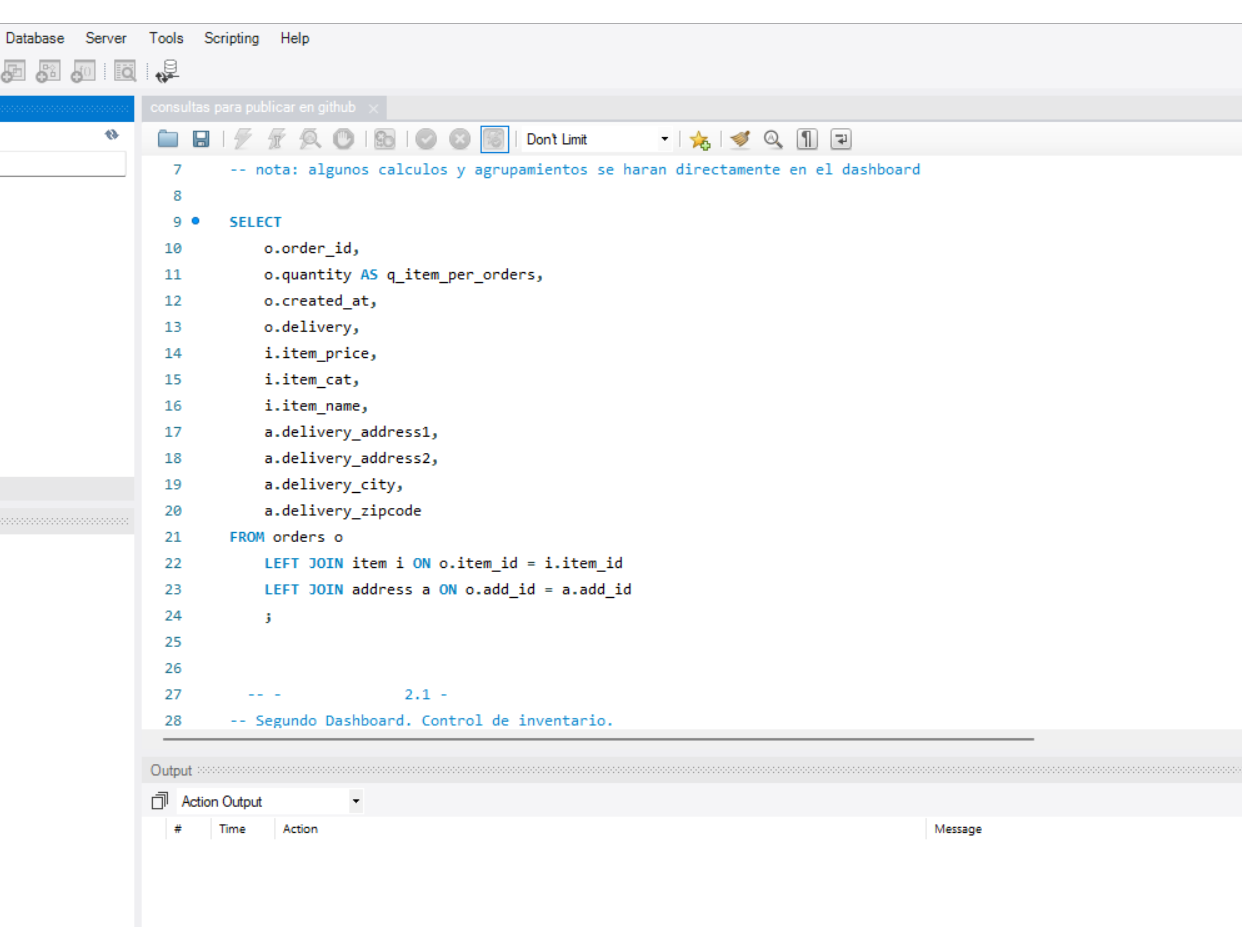 Database Server Tools Scripting Help
consultas para publicar en github
Don't Limit
7 -- nota: algunos calculos y agrupamientos se haran directamente en el dashboard
8
9 SELECT
10 o.order_id,
11 o.quantity AS q_item_per_orders,
12 o.created_at,
13 o.delivery,
14 i.item_price,
15 i.item_cat,
16 i.item_name,
17 a.delivery_address1,
18 a.delivery_address2,
19 a.delivery_city,
20 a.delivery_zipcode
21 FROM orders o
22 LEFT JOIN item i ON o.item_id = i.item_id
23 LEFT JOIN address a ON o.add_id = a.add_id
24 ;
25
26
27 -- - 2.1 -
28 -- Segundo Dashboard. Control de inventario.
Output
Action Output
# Time Action Message